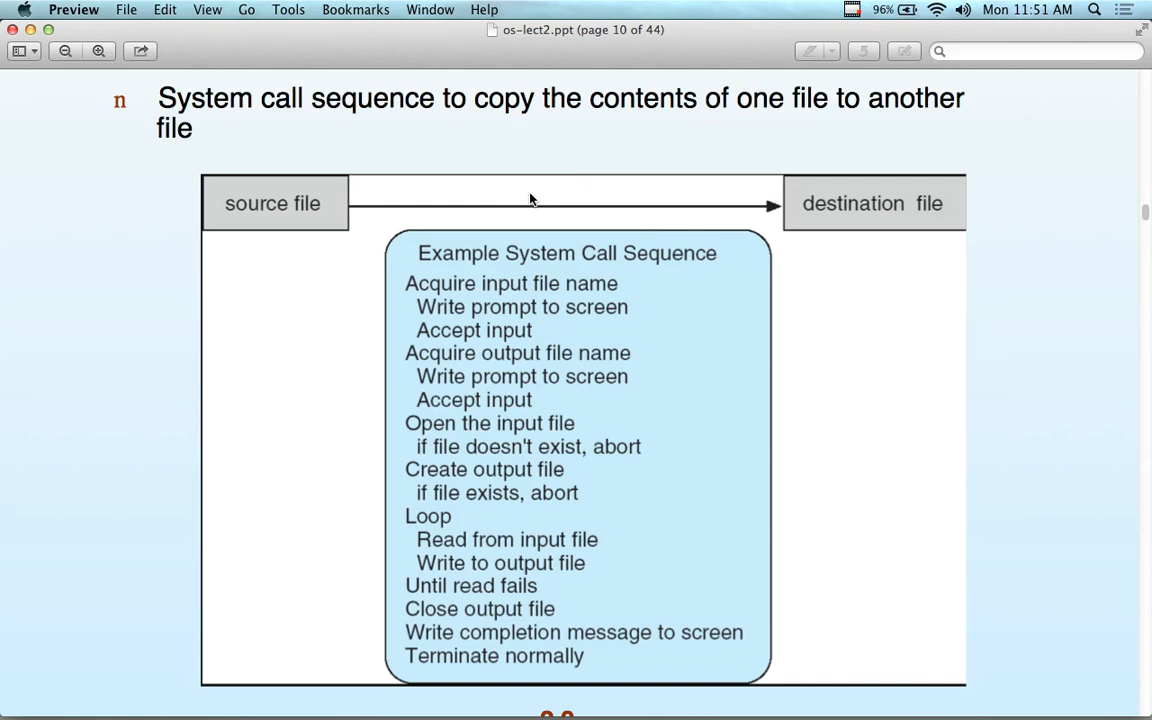 Preview File Edit View Go Tools Bookmarks Window Help 96% Mon 11:51 AM
os-lect2.ppt (page 10 of 44)
n System call sequence to copy the contents of one file to another
file
source file
destination file
Example System Call Sequence
Acquire input file name
Write prompt to screen
Accept input
Acquire output file name
Write prompt to screen
Accept input
Open the input file
if file doesn't exist, abort
Create output file
if file exists, abort
Loop
Read from input file
Write to output file
Until read fails
Close output file
Write completion message to screen
Terminate normally